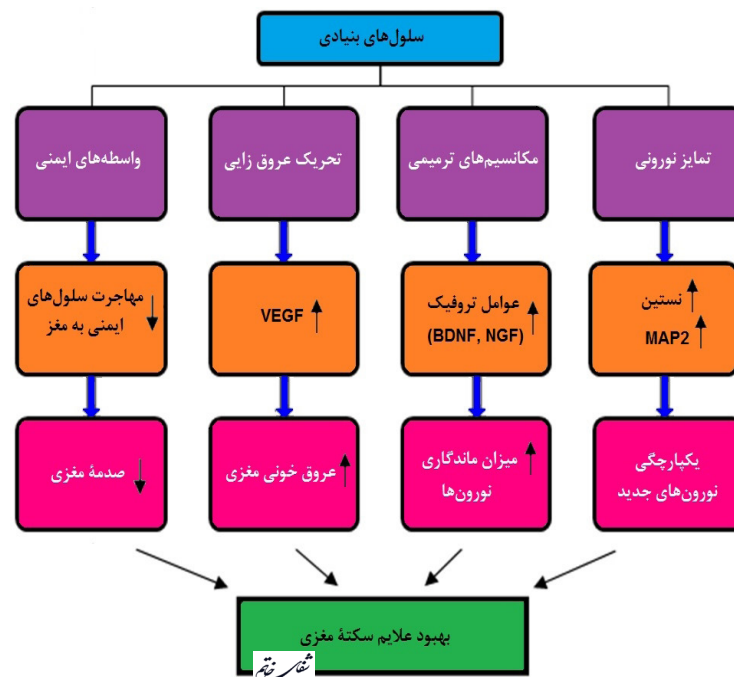 سلول‌های بنیادی
تمایز نورونی
مکانسیم‌های ترمیمی
تحریک عروق زایی
واسطه‌های ایمنی
نستین
MAP2
عوامل تروفیک
(BDNF, NGF)
VEGF
مهاجرت سلول‌های
ایمنی به مغز
یکپارچگی
نورون‌های جدید
میزان ماندگاری
نورون‌ها
عروق خونی مغزی
صدمهٔ مغزی
بهبود علایم سکتهٔ مغزی
شفای خاتم